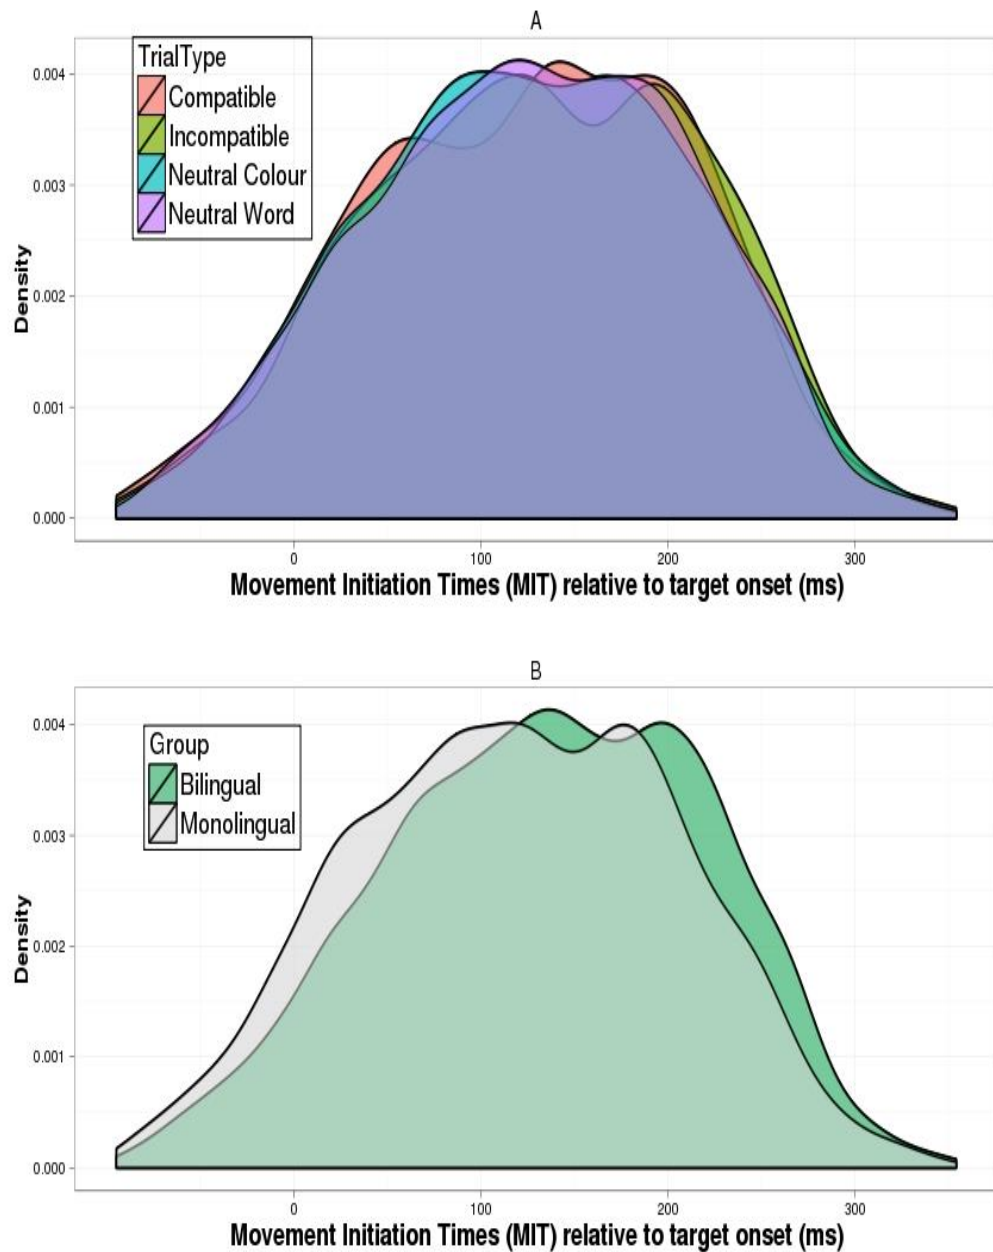 A
TrialType
Compatible
Incompatible
Neutral Colour
Neutral Word
Density
0.004
0.003
0.002
0.001
0.000
0 100 200 300
Movement Initiation Times (MIT) relative to target onset (ms)
B
Group
Bilingual
Monolingual
Density
0.004
0.003
0.002
0.001
0.000
0 100 200 300
Movement Initiation Times (MIT) relative to target onset (ms)